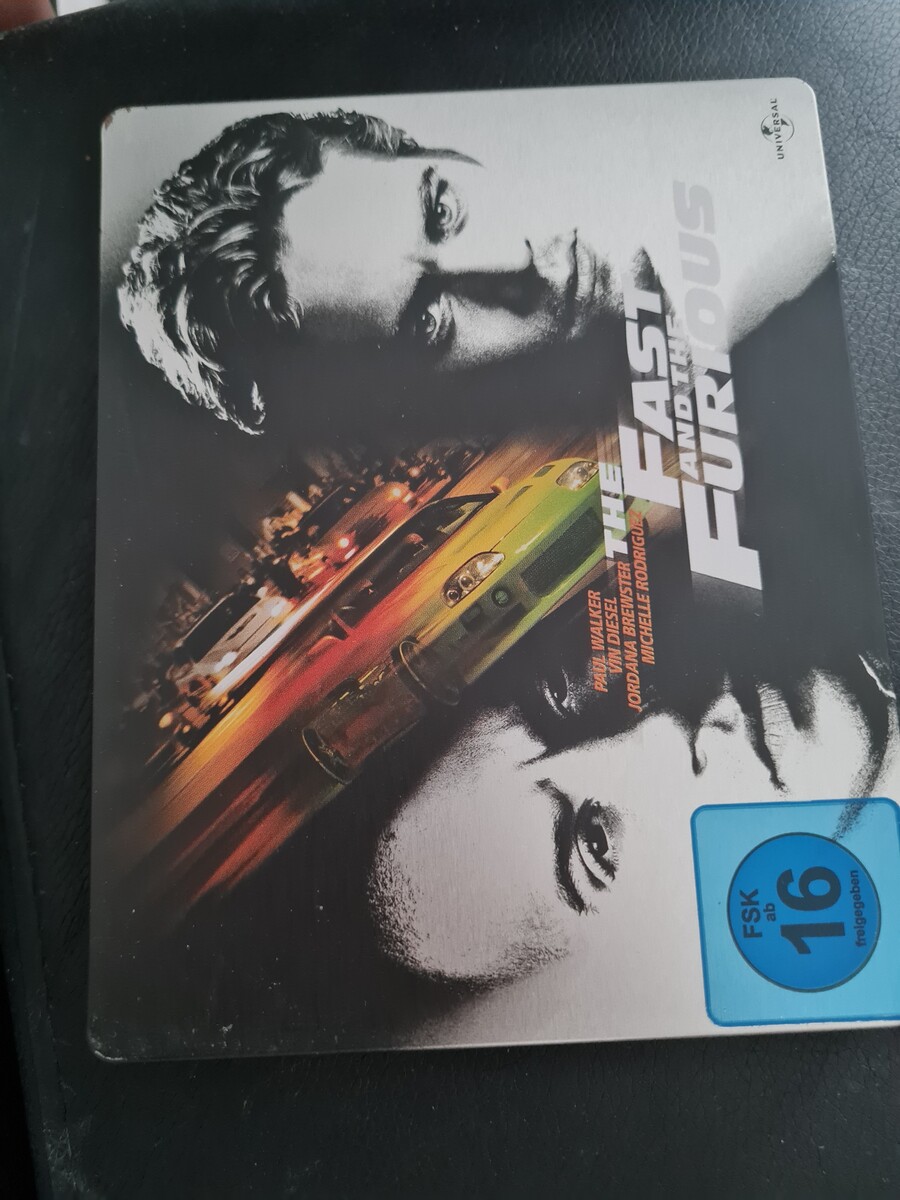 UNIVERSAL
PAUL WALKER
VIN DIESEL
JORDANA BREWSTER
MICHELLE RODRIGUEZ
THE
FAST
AND THE
FURIOUS
FSK
ab
16
freigegeben